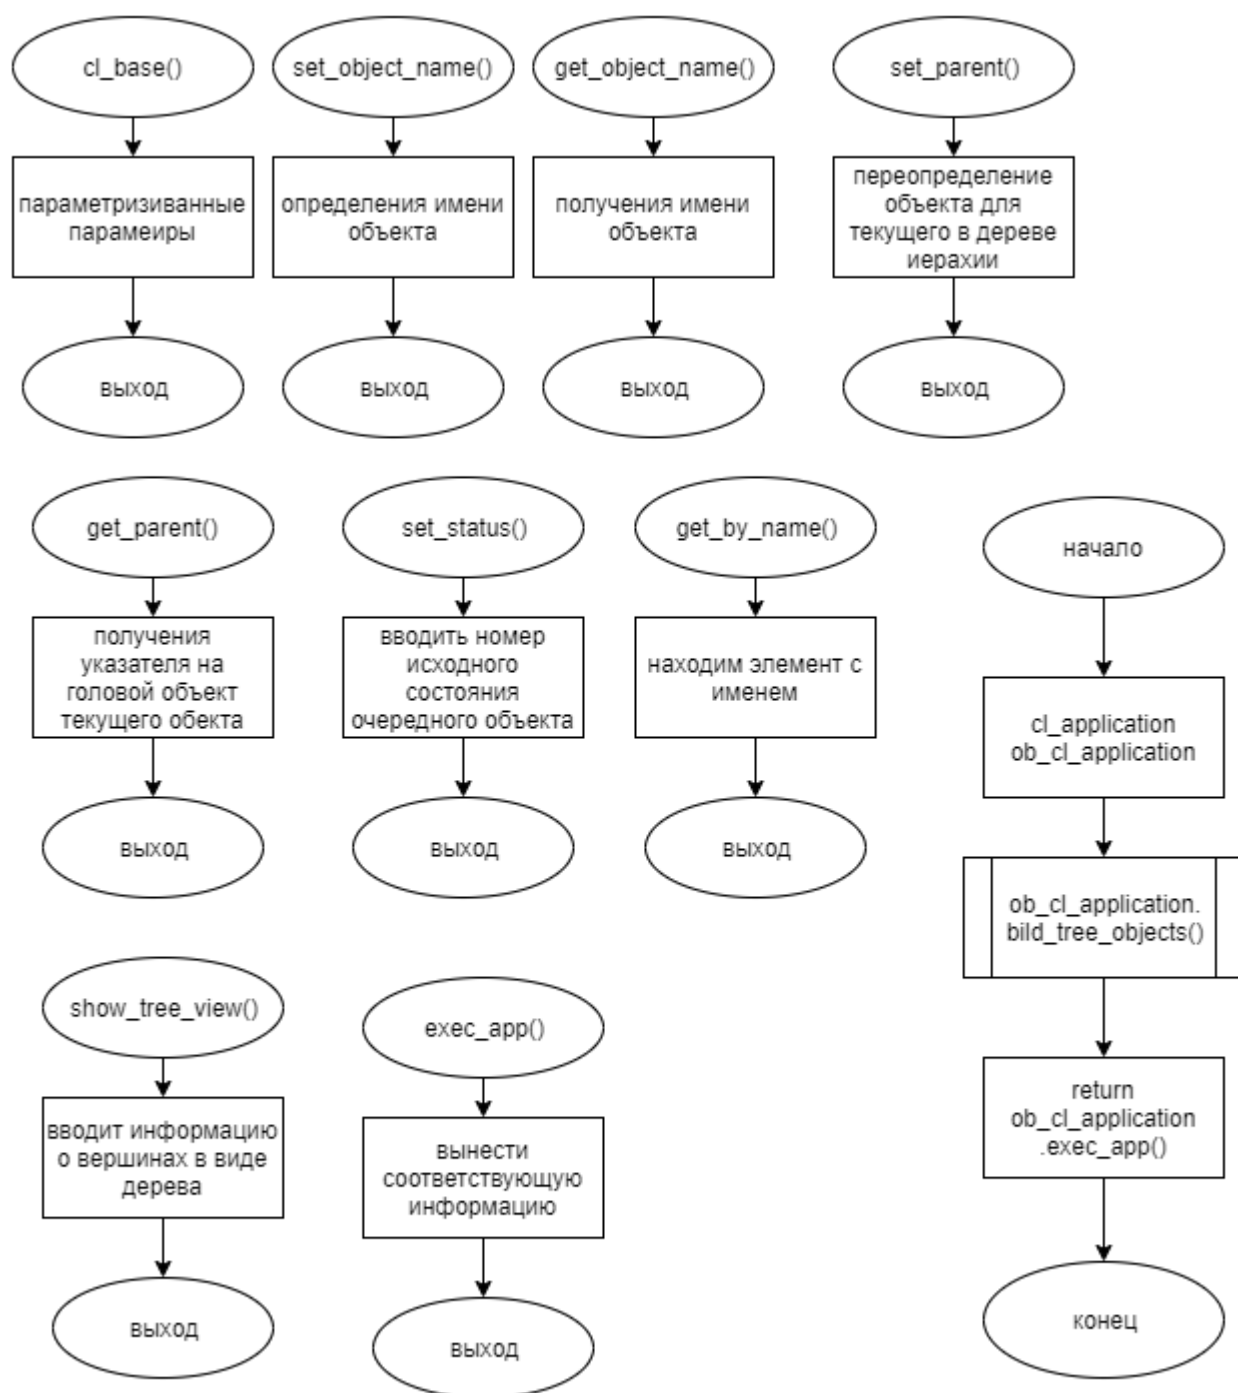 cl_base()
параметризиванные
парамеиры
выход
set_object_name()
определения имени
объекта
выход
get_object_name()
получения имени
объекта
выход
set_parent()
переопределение
объекта для
текущего в дереве
иерахии
выход
get_parent()
получения
указателя на
головой объект
текущего обекта
выход
set_status()
вводить номер
исходного
состояния
очередного объекта
выход
get_by_name()
находим элемент с
именем
выход
начало
cl_application
ob_cl_application
ob_cl_application.
bild_tree_objects()
return
ob_cl_application
.exec_app()
конец
show_tree_view()
вводит информацию
о вершинах в виде
дерева
выход
exec_app()
вынести
соответствующую
информацию
выход